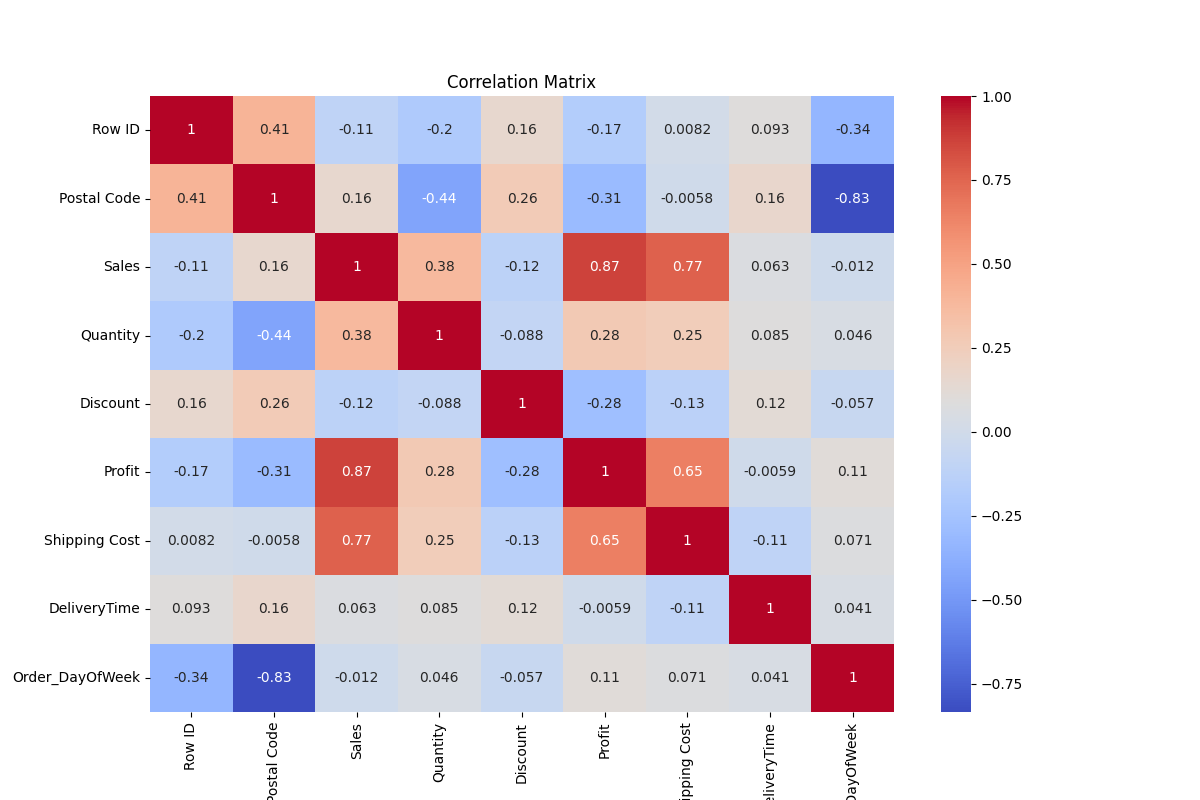 Correlation Matrix
Row ID 1 0.41 -0.11 -0.2 0.16 -0.17 0.0082 0.093 -0.34
Postal Code 0.41 1 0.16 -0.44 0.26 -0.31 -0.0058 0.16 -0.83
Sales -0.11 0.16 1 0.38 -0.12 0.87 0.77 0.063 -0.012
Quantity -0.2 -0.44 0.38 1 -0.088 0.28 0.25 0.085 0.046
Discount 0.16 0.26 -0.12 -0.088 1 -0.28 -0.13 0.12 -0.057
Profit -0.17 -0.31 0.87 0.28 -0.28 1 0.65 -0.0059 0.11
Shipping Cost 0.0082 -0.0058 0.77 0.25 -0.13 0.65 1 -0.11 0.071
DeliveryTime 0.093 0.16 0.063 0.085 0.12 -0.0059 -0.11 1 0.041
Order_DayOfWeek -0.34 -0.83 -0.012 0.046 -0.057 0.11 0.071 0.041 1
Row ID
Postal Code
Sales
Quantity
Discount
Profit
ipping Cost
eliveryTime
DayOfWeek
1.00
0.75
0.50
0.25
0.00
−0.25
−0.50
−0.75